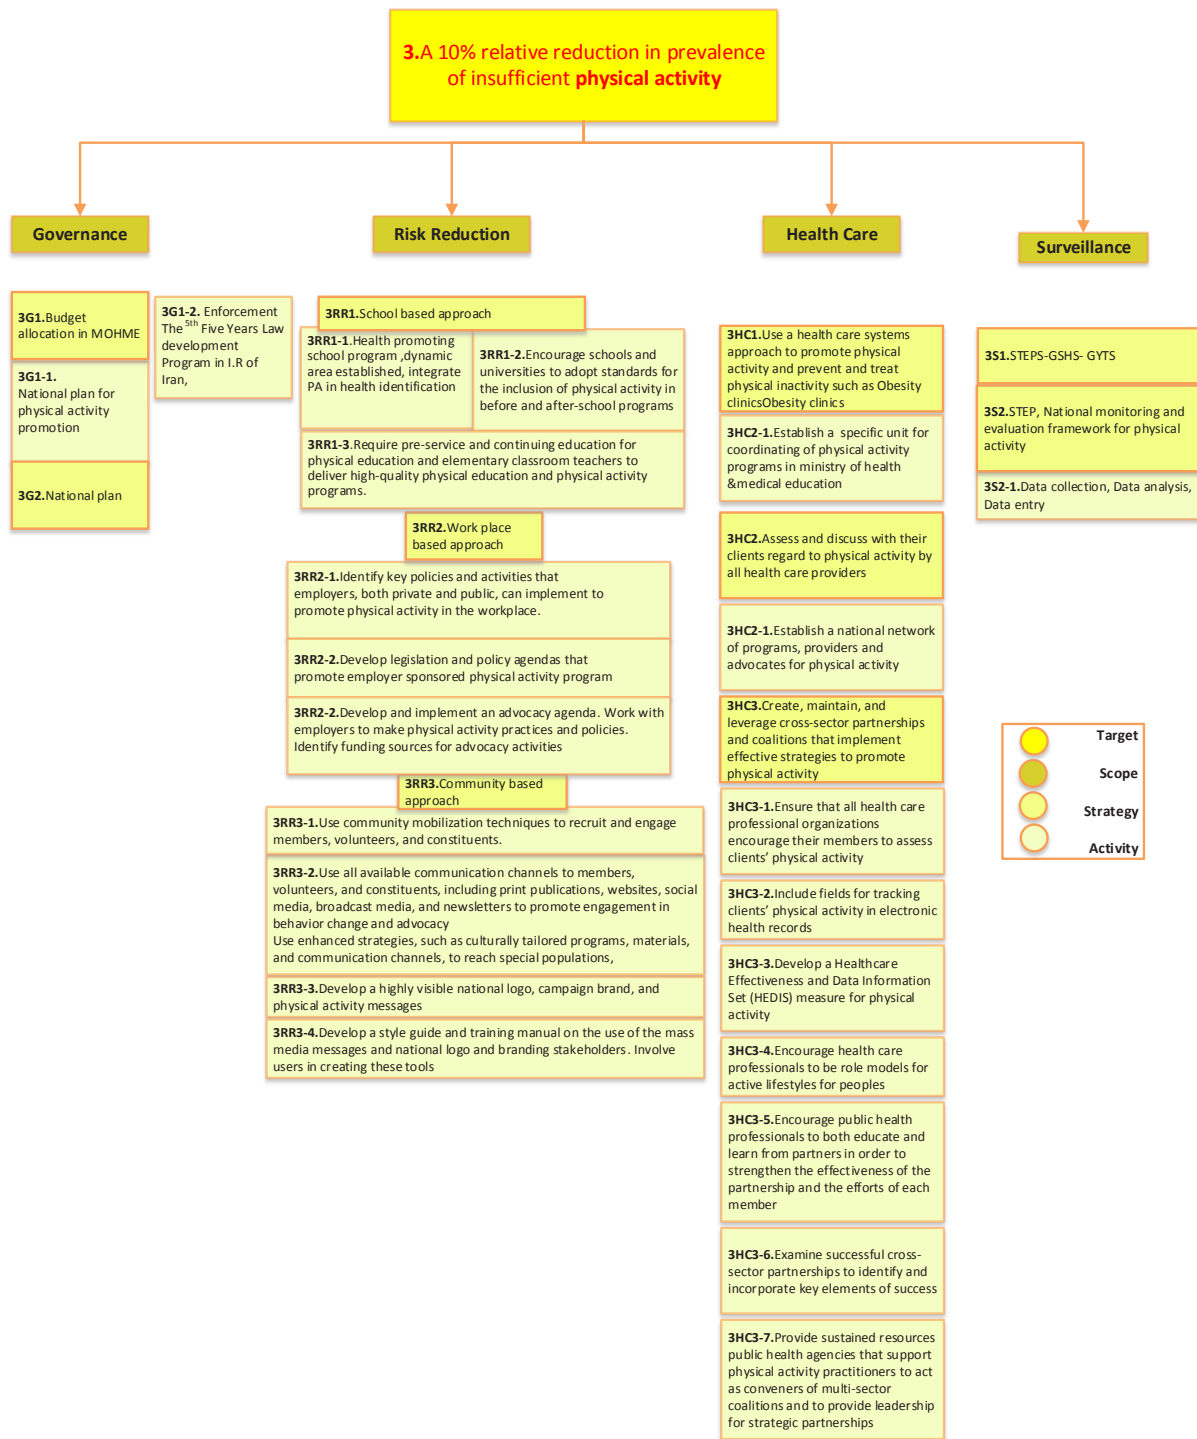 3.A 10% relative reduction in prevalence
of insufficient physical activity
Governance
Risk Reduction
Health Care
Surveillance
3G1.Budget
allocation in MOHME
3G1-1.
National plan for
physical activity
promotion
3G2.National plan
3G1-2. Enforcement
The 5th Five Years Law
development
Program in I.R of
Iran,
3RR1.School based approach
3RR1-1.Health promoting
school program ,dynamic
area established, integrate
PA in health identification
3RR1-2.Encourage schools and
universities to adopt standards for
the inclusion of physical activity in
before and after-school programs
3RR1-3.Require pre-service and continuing education for
physical education and elementary classroom teachers to
deliver high-quality physical education and physical activity
programs.
3RR2.Work place
based approach
3RR2-1.Identify key policies and activities that
employers, both private and public, can implement to
promote physical activity in the workplace.
3RR2-2.Develop legislation and policy agendas that
promote employer sponsored physical activity program
3RR2-2.Develop and implement an advocacy agenda. Work with
employers to make physical activity practices and policies.
Identify funding sources for advocacy activities
3RR3.Community based
approach
3RR3-1.Use community mobilization techniques to recruit and engage
members, volunteers, and constituents.
3RR3-2.Use all available communication channels to members,
volunteers, and constituents, including print publications, websites, social
media, broadcast media, and newsletters to promote engagement in
behavior change and advocacy
Use enhanced strategies, such as culturally tailored programs, materials,
and communication channels, to reach special populations,
3RR3-3.Develop a highly visible national logo, campaign brand, and
physical activity messages
3RR3-4.Develop a style guide and training manual on the use of the mass
media messages and national logo and branding stakeholders. Involve
users in creating these tools
3HC1.Use a health care systems
approach to promote physical
activity and prevent and treat
physical inactivity such as Obesity
clinicsObesity clinics
3HC2-1.Establish a specific unit for
coordinating of physical activity
programs in ministry of health
&medical education
3HC2.Assess and discuss with their
clients regard to physical activity by
all health care providers
3HC2-1.Establish a national network
of programs, providers and
advocates for physical activity
3HC3.Create, maintain, and
leverage cross-sector partnerships
and coalitions that implement
effective strategies to promote
physical activity
3HC3-1.Ensure that all health care
professional organizations
encourage their members to assess
clients' physical activity
3HC3-2.Include fields for tracking
clients' physical activity in electronic
health records
3HC3-3.Develop a Healthcare
Effectiveness and Data Information
Set (HEDIS) measure for physical
activity
3HC3-4.Encourage health care
professionals to be role models for
active lifestyles for peoples
3HC3-5.Encourage public health
professionals to both educate and
learn from partners in order to
strengthen the effectiveness of the
partnership and the efforts of each
member
3HC3-6.Examine successful cross-
sector partnerships to identify and
incorporate key elements of success
3HC3-7.Provide sustained resources
public health agencies that support
physical activity practitioners to act
as conveners of multi-sector
coalitions and to provide leadership
for strategic partnerships
3S1.STEPS-GSHS- GYTS
3S2.STEP, National monitoring and
evaluation framework for physical
activity
3S2-1.Data collection, Data analysis,
Data entry
Target
Scope
Strategy
Activity